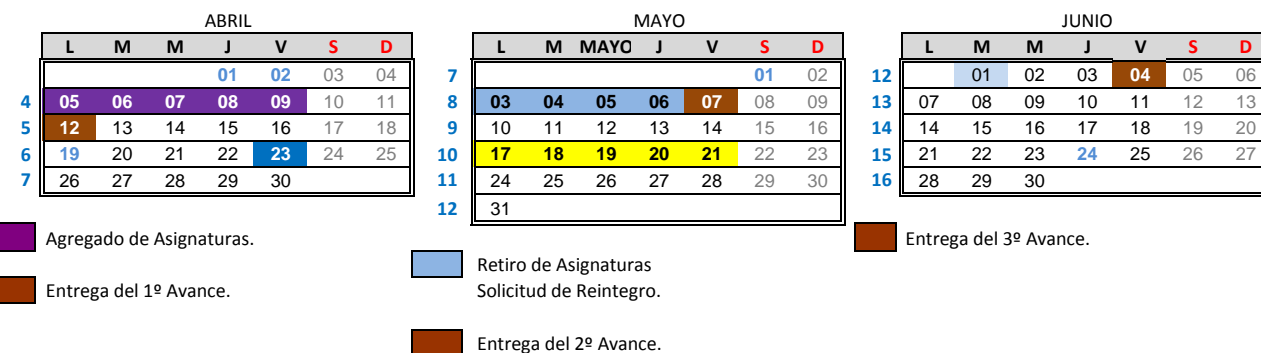 ABRIL
L M M J V S D
01 02 03 04
4 05 06 07 08 09 10 11
5 12 13 14 15 16 17 18
6 19 20 21 22 23 24 25
7 26 27 28 29 30
Agregado de Asignaturas.
Entrega del 1º Avance.
MAYO
L M MAYO J V S D
7 01 02
8 03 04 05 06 07 08 09
9 10 11 12 13 14 15 16
10 17 18 19 20 21 22 23
11 24 25 26 27 28 29 30
12 31
Retiro de Asignaturas
Solicitud de Reintegro.
Entrega del 2º Avance.
JUNIO
L M M J V S D
12 01 02 03 04 05 06
13 07 08 09 10 11 12 13
14 14 15 16 17 18 19 20
15 21 22 23 24 25 26 27
16 28 29 30
Entrega del 3º Avance.